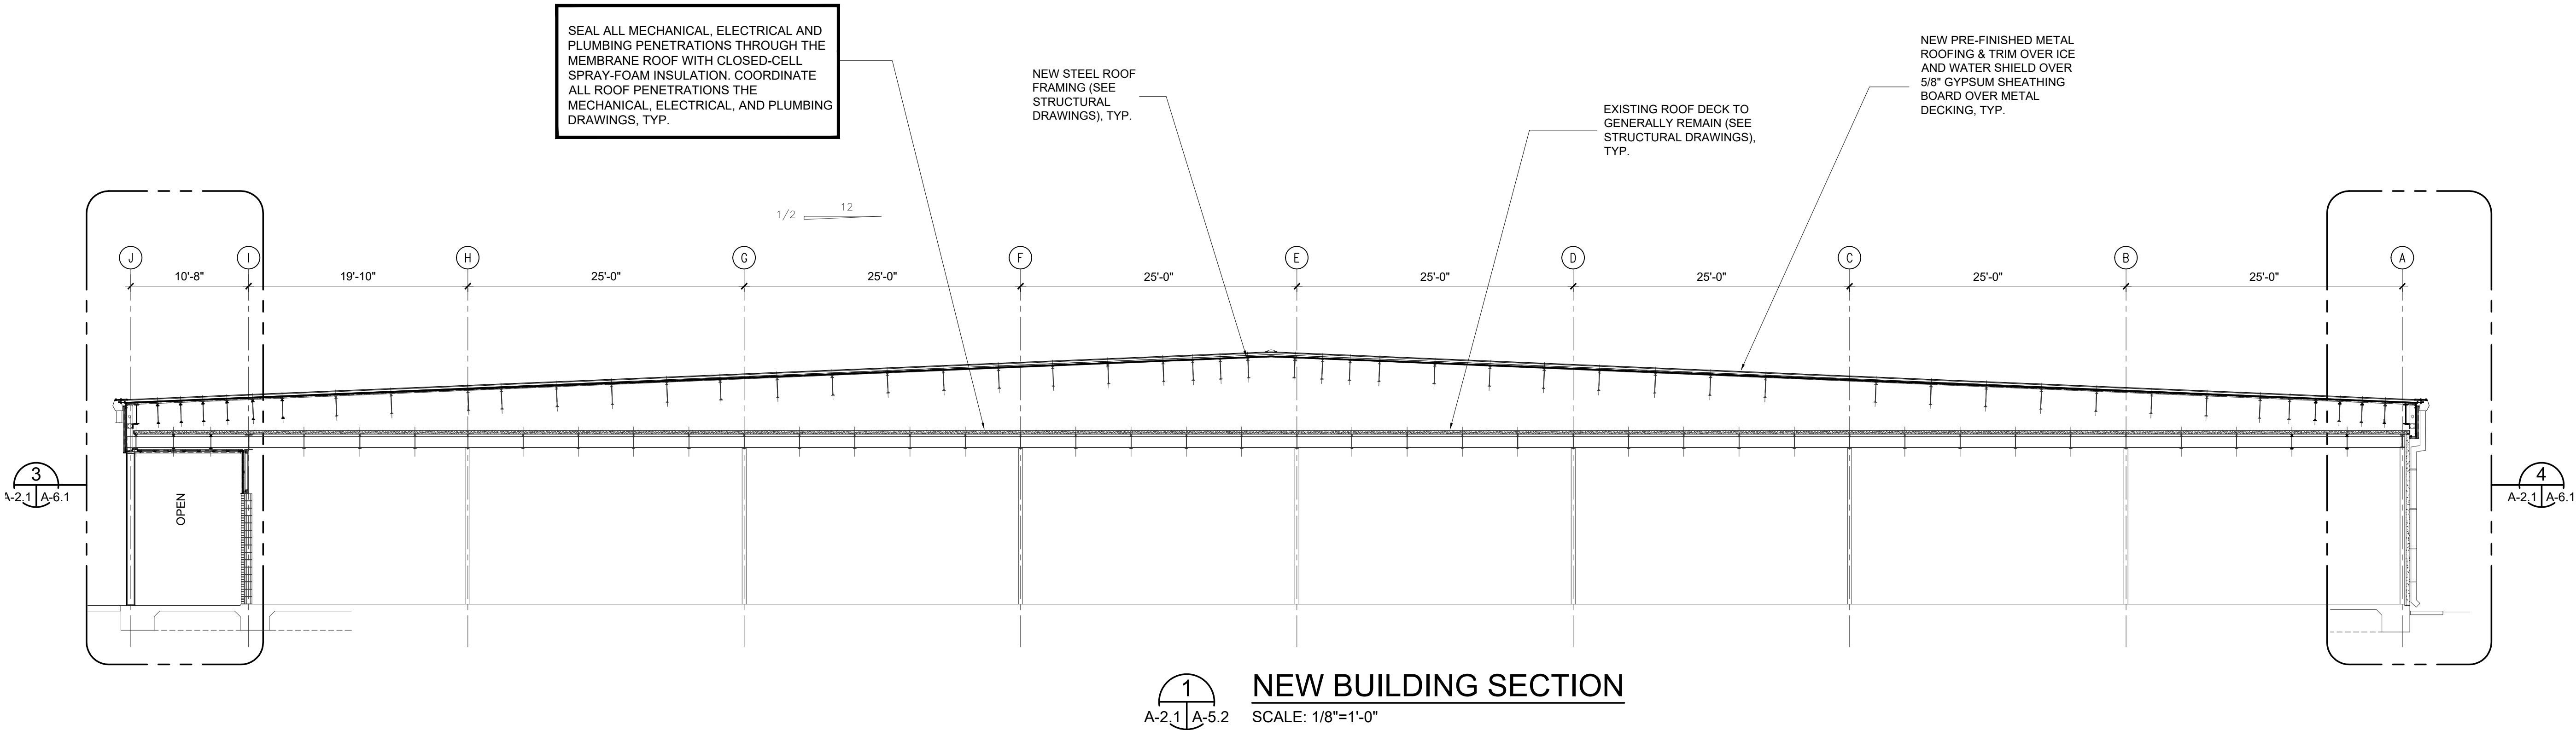 SEAL ALL MECHANICAL, ELECTRICAL AND
PLUMBING PENETRATIONS THROUGH THE
MEMBRANE ROOF WITH CLOSED-CELL
SPRAY-FOAM INSULATION. COORDINATE
ALL ROOF PENETRATIONS THE
MECHANICAL, ELECTRICAL, AND PLUMBING
DRAWINGS, TYP.
NEW STEEL ROOF
FRAMING (SEE
STRUCTURAL
DRAWINGS), TYP.
EXISTING ROOF DECK TO
GENERALLY REMAIN (SEE
STRUCTURAL DRAWINGS),
TYP.
NEW PRE-FINISHED METAL
ROOFING & TRIM OVER ICE
AND WATER SHIELD OVER
5/8" GYPSUM SHEATHING
BOARD OVER METAL
DECKING, TYP.
1/2 12
J I H G F E D C B A
10'-8" 19'-10" 25'-0" 25'-0" 25'-0" 25'-0" 25'-0" 25'-0" 25'-0"
3
A-2.1 A-6.1
OPEN
4
A-2.1 A-6.1
1
A-2.1 A-5.2
NEW BUILDING SECTION
SCALE: 1/8"=1'-0"